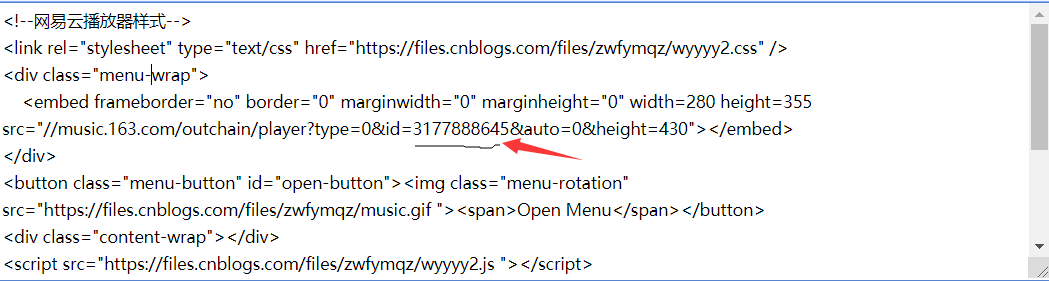 <!--网易云播放器样式-->
<link rel="stylesheet" type="text/css" href="https://files.cnblogs.com/files/zwfymqz/wyyyy2.css" />
<div class="menu-wrap">
    <embed frameborder="no" border="0" marginwidth="0" marginheight="0" width=280 height=355
src="//music.163.com/outchain/player?type=0&id=3177888645&auto=0&height=430"></embed>
</div>
<button class="menu-button" id="open-button"><img class="menu-rotation"
src="https://files.cnblogs.com/files/zwfymqz/music.gif "><span>Open Menu</span></button>
<div class="content-wrap"></div>
<script src="https://files.cnblogs.com/files/zwfymqz/wyyyy2.js "></script>